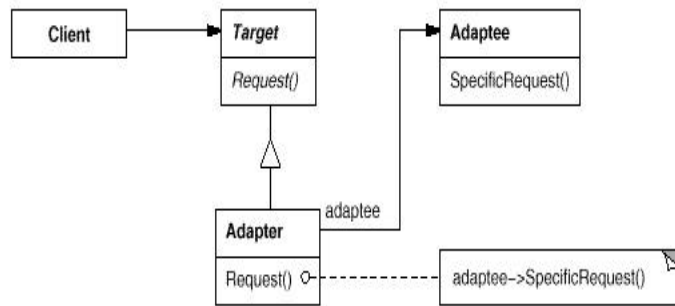 Client
Target
Request()
Adaptee
SpecificRequest()
adaptee
Adapter
Request()
adaptee->SpecificRequest()